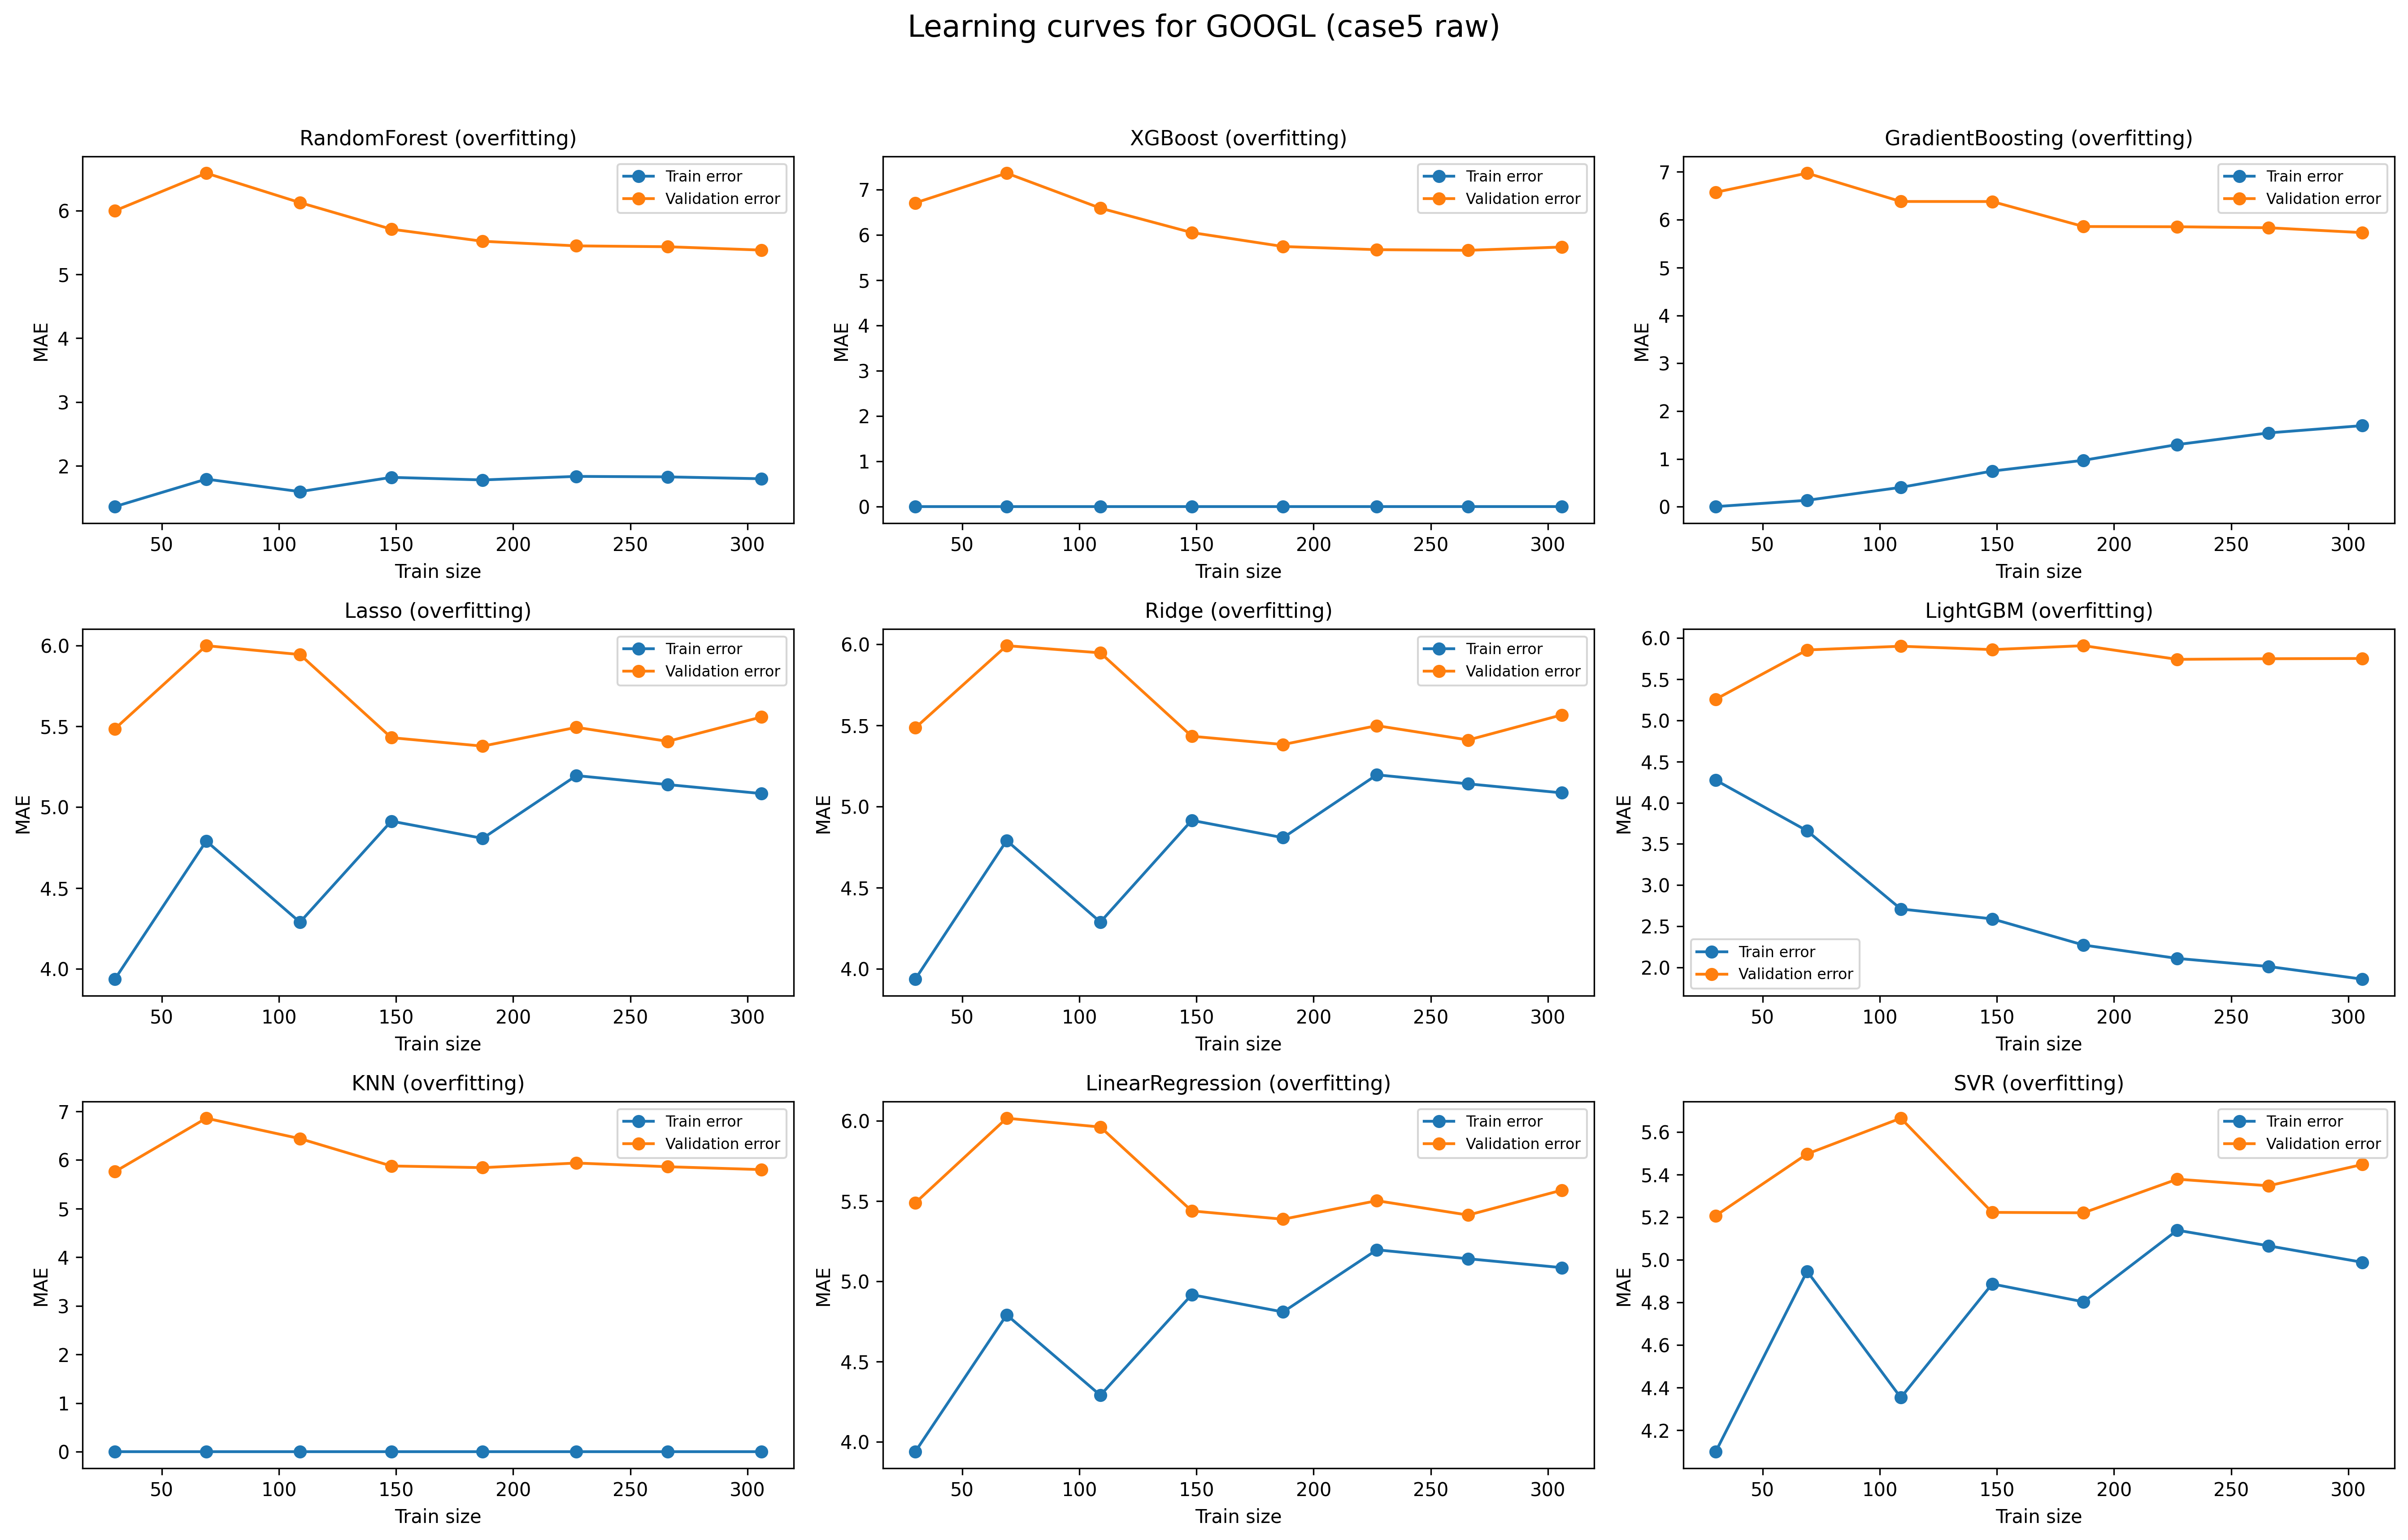 Learning curves for GOOGL (case5 raw)
RandomForest (overfitting)
MAE
6
5
4
3
2
Train error
Validation error
50 100 150 200 250 300
Train size
XGBoost (overfitting)
MAE
7
6
5
4
3
2
1
0
Train error
Validation error
50 100 150 200 250 300
Train size
GradientBoosting (overfitting)
MAE
7
6
5
4
3
2
1
0
Train error
Validation error
50 100 150 200 250 300
Train size
Lasso (overfitting)
MAE
6.0
5.5
5.0
4.5
4.0
Train error
Validation error
50 100 150 200 250 300
Train size
Ridge (overfitting)
MAE
6.0
5.5
5.0
4.5
4.0
Train error
Validation error
50 100 150 200 250 300
Train size
LightGBM (overfitting)
MAE
6.0
5.5
5.0
4.5
4.0
3.5
3.0
2.5
2.0
Train error
Validation error
50 100 150 200 250 300
Train size
KNN (overfitting)
MAE
7
6
5
4
3
2
1
0
Train error
Validation error
50 100 150 200 250 300
Train size
LinearRegression (overfitting)
MAE
6.0
5.5
5.0
4.5
4.0
Train error
Validation error
50 100 150 200 250 300
Train size
SVR (overfitting)
MAE
5.6
5.4
5.2
5.0
4.8
4.6
4.4
4.2
Train error
Validation error
50 100 150 200 250 300
Train size